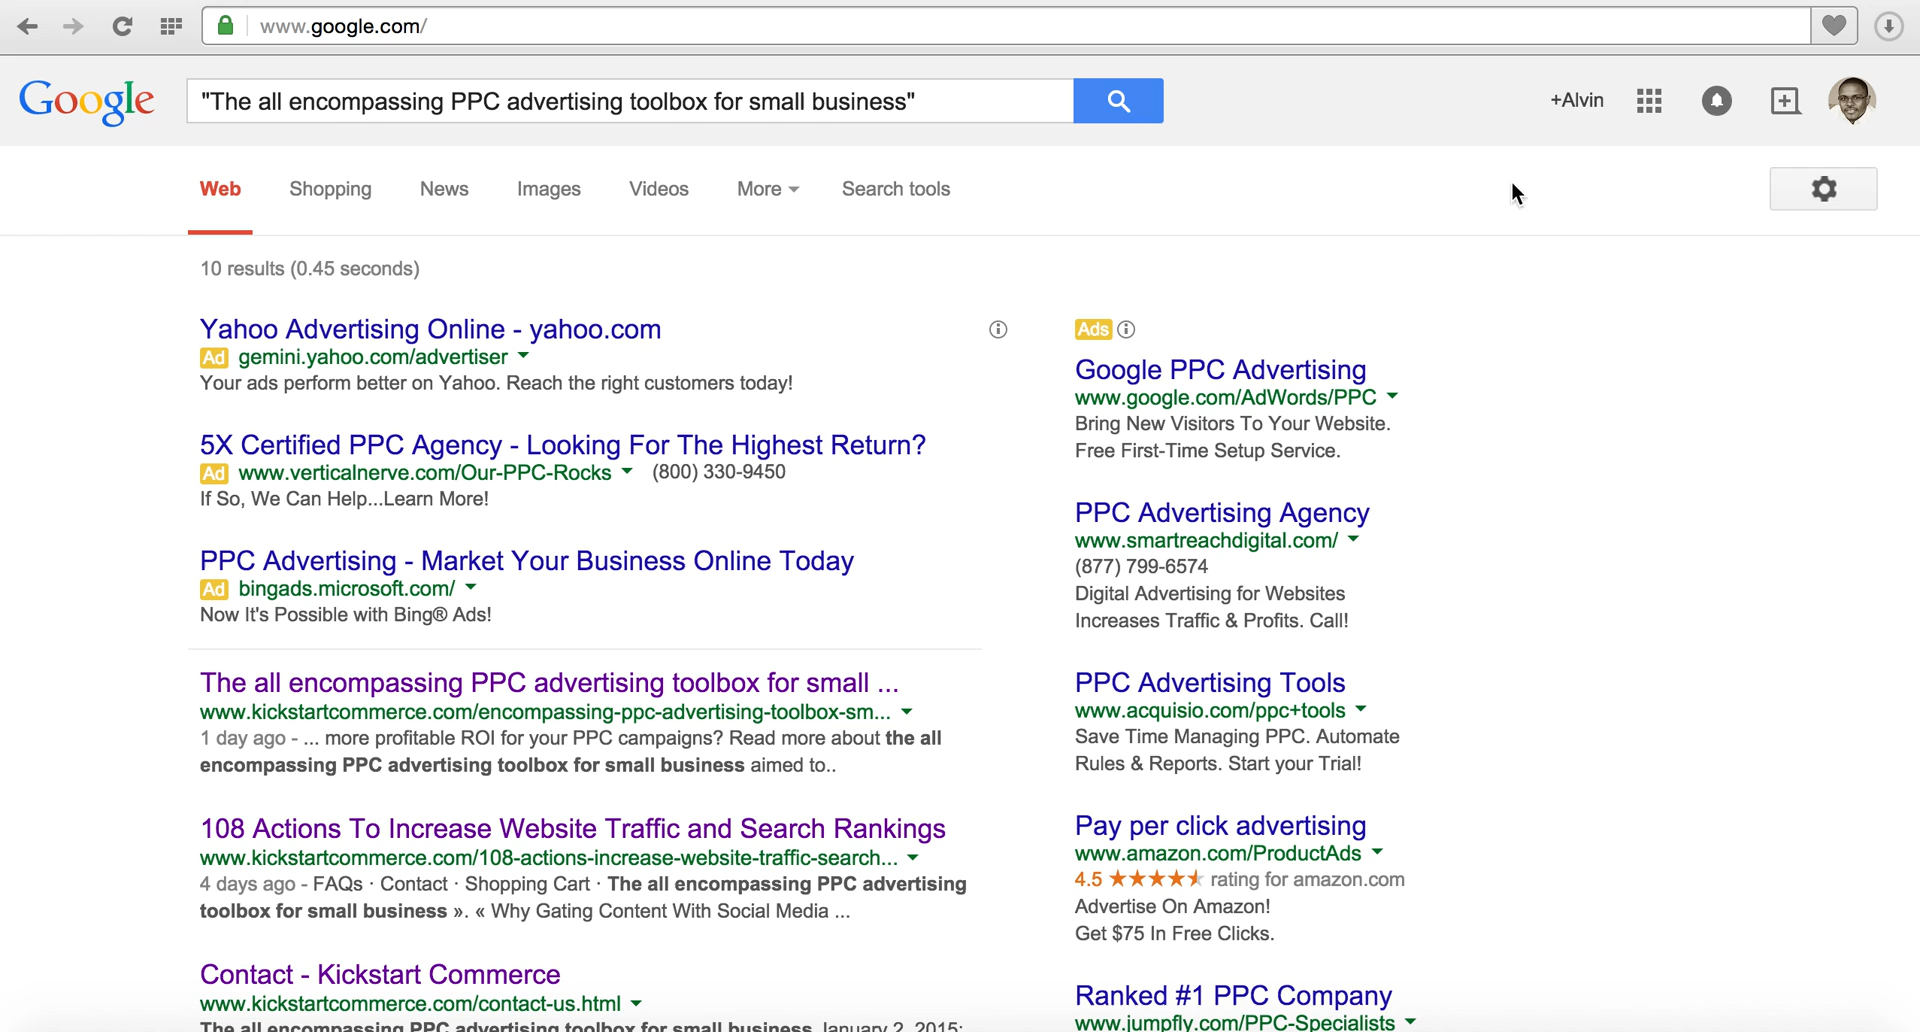 www.google.com/
Google
"The all encompassing PPC advertising toolbox for small business"
+Alvin
Web Shopping News Images Videos More Search tools
10 results (0.45 seconds)
Yahoo Advertising Online - yahoo.com
Ad gemini.yahoo.com/advertiser
Your ads perform better on Yahoo. Reach the right customers today!
5X Certified PPC Agency - Looking For The Highest Return?
Ad www.verticalnerve.com/Our-PPC-Rocks (800) 330-9450
If So, We Can Help...Learn More!
PPC Advertising - Market Your Business Online Today
Ad bingads.microsoft.com/
Now It's Possible with Bing® Ads!
The all encompassing PPC advertising toolbox for small ...
www.kickstartcommerce.com/encompassing-ppc-advertising-toolbox-sm...
1 day ago - ... more profitable ROI for your PPC campaigns? Read more about the all
encompassing PPC advertising toolbox for small business aimed to..
108 Actions To Increase Website Traffic and Search Rankings
www.kickstartcommerce.com/108-actions-increase-website-traffic-search...
4 days ago - FAQs · Contact · Shopping Cart · The all encompassing PPC advertising
toolbox for small business ». « Why Gating Content With Social Media ...
Contact - Kickstart Commerce
www.kickstartcommerce.com/contact-us.html
The all encompassing PPC advertising toolbox for small business January 2, 2015:
Ads
Google PPC Advertising
www.google.com/AdWords/PPC
Bring New Visitors To Your Website.
Free First-Time Setup Service.
PPC Advertising Agency
www.smartreachdigital.com/
(877) 799-6574
Digital Advertising for Websites
Increases Traffic & Profits. Call!
PPC Advertising Tools
www.acquisio.com/ppc+tools
Save Time Managing PPC. Automate
Rules & Reports. Start your Trial!
Pay per click advertising
www.amazon.com/ProductAds
4.5 ★★★★★ rating for amazon.com
Advertise On Amazon!
Get $75 In Free Clicks.
Ranked #1 PPC Company
www.jumpfly.com/PPC-Specialists